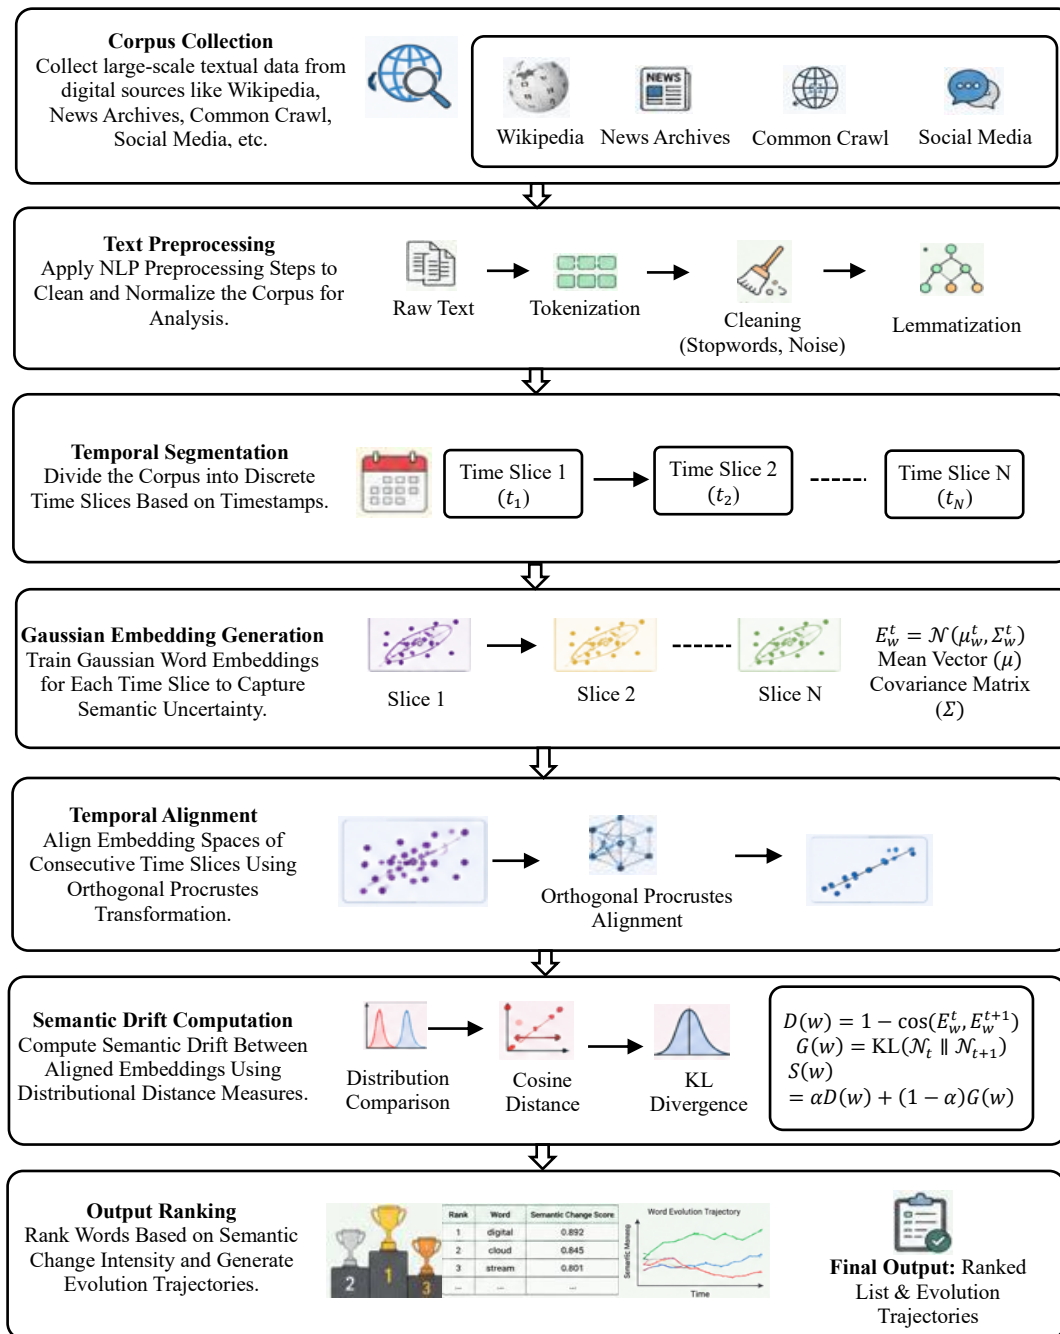 Corpus Collection
Collect large-scale textual data from
digital sources like Wikipedia,
News Archives, Common Crawl,
Social Media, etc.
NEWS
Wikipedia
News Archives
Common Crawl
Social Media
Text Preprocessing
Apply NLP Preprocessing Steps to
Clean and Normalize the Corpus for
Analysis.
Raw Text
Tokenization
Cleaning
(Stopwords, Noise)
Lemmatization
Temporal Segmentation
Divide the Corpus into Discrete
Time Slices Based on Timestamps.
Time Slice 1
(t₁)
Time Slice 2
(t₂)
Time Slice N
(t_N)
Gaussian Embedding Generation
Train Gaussian Word Embeddings
for Each Time Slice to Capture
Semantic Uncertainty.
Slice 1
Slice 2
Slice N
E_w^t = 𝒩(μ_w^t, Σ_w^t)
Mean Vector (μ)
Covariance Matrix
(Σ)
Temporal Alignment
Align Embedding Spaces of
Consecutive Time Slices Using
Orthogonal Procrustes
Transformation.
Orthogonal Procrustes
Alignment
Semantic Drift Computation
Compute Semantic Drift Between
Aligned Embeddings Using
Distributional Distance Measures.
Distribution
Comparison
Cosine
Distance
KL
Divergence
D(w) = 1 − cos(E_w^t, E_w^{t+1})
G(w) = KL(𝒩_t ∥ 𝒩_{t+1})
S(w)
= αD(w) + (1 − α)G(w)
Output Ranking
Rank Words Based on Semantic
Change Intensity and Generate
Evolution Trajectories.
2 1 3
Rank Word Semantic Change Score
1 digital 0.892
2 cloud 0.845
3 stream 0.801
... ... ...
Word Evolution Trajectory
Semantic
Time
Final Output: Ranked
List & Evolution
Trajectories